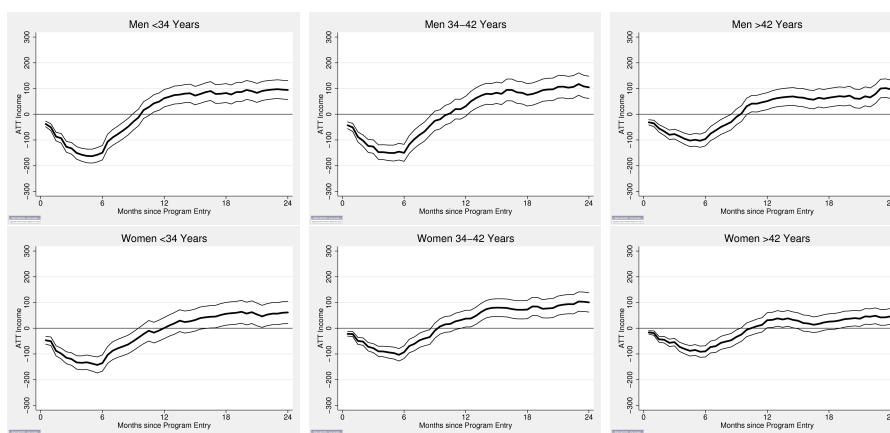 Men <34 Years
Men 34–42 Years
Men >42 Years
ATT Income
300
200
100
0
−100
−200
−300
0 6 12 18 24
Months since Program Entry
ATT Income
300
200
100
0
−100
−200
−300
0 6 12 18 24
Months since Program Entry
ATT Income
300
200
100
0
−100
−200
−300
0 6 12 18
Months since Program Entry
Women <34 Years
Women 34–42 Years
Women >42 Years
ATT Income
300
200
100
0
−100
−200
−300
0 6 12 18 24
Months since Program Entry
ATT Income
300
200
100
0
−100
−200
−300
0 6 12 18 24
Months since Program Entry
ATT Income
300
200
100
0
−100
−200
−300
0 6 12 18
Months since Program Entry